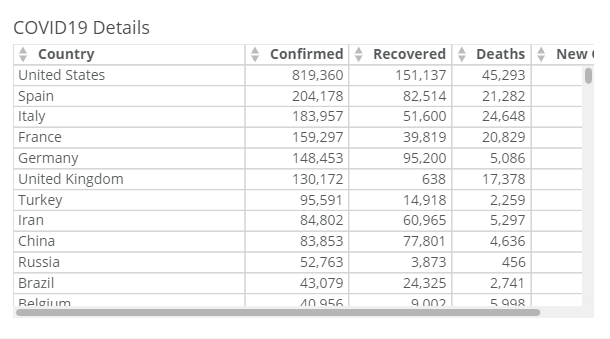 COVID19 Details
Country Confirmed Recovered Deaths New
United States 819,360 151,137 45,293
Spain 204,178 82,514 21,282
Italy 183,957 51,600 24,648
France 159,297 39,819 20,829
Germany 148,453 95,200 5,086
United Kingdom 130,172 638 17,378
Turkey 95,591 14,918 2,259
Iran 84,802 60,965 5,297
China 83,853 77,801 4,636
Russia 52,763 3,873 456
Brazil 43,079 24,325 2,741
Belgium 40,956 9,002 5,998